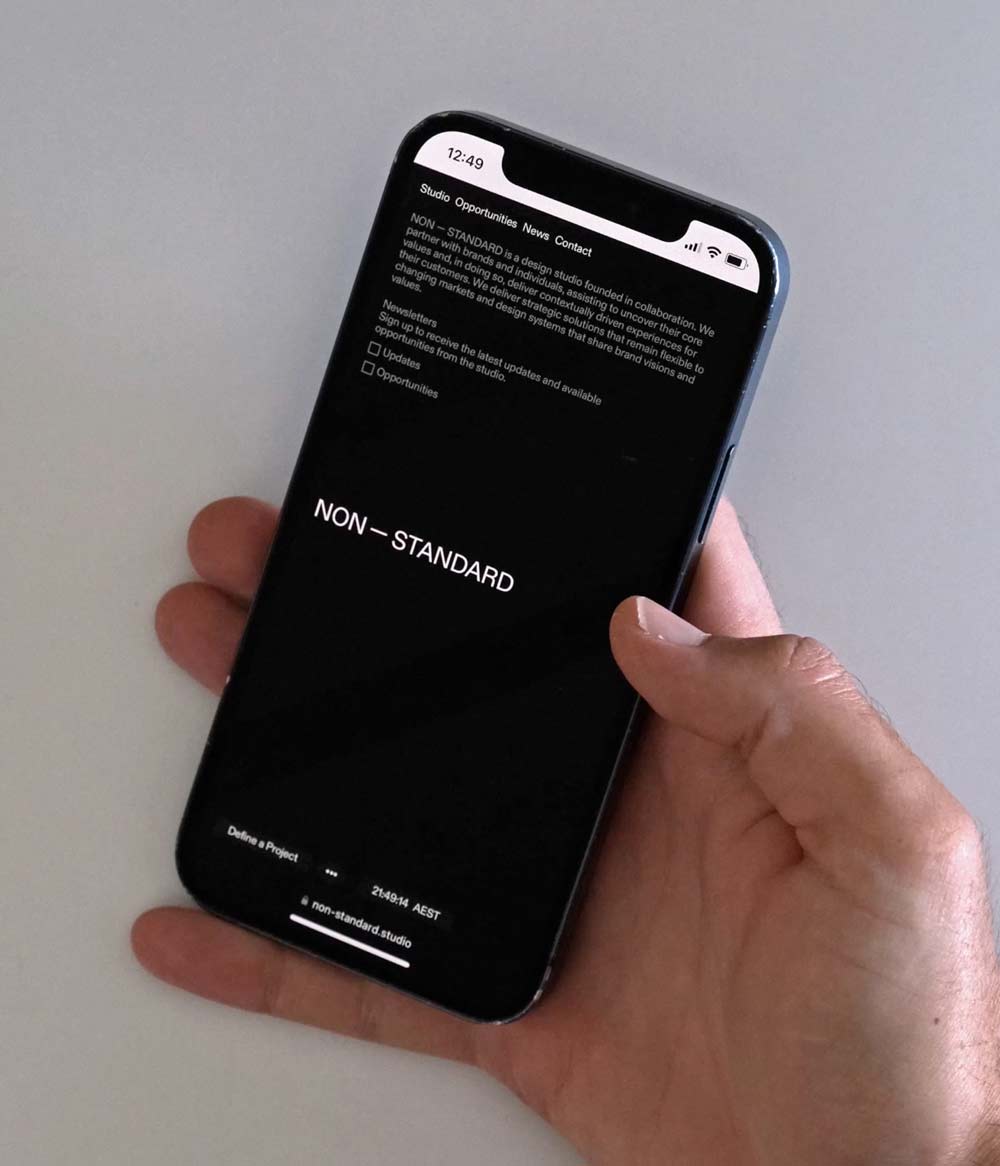 12:49
Studio Opportunities News Contact
NON – STANDARD is a design studio founded in collaboration. We
partner with brands and individuals, assisting to uncover their core
values and, in doing so, deliver contextually driven experiences for
their customers. We deliver strategic solutions that remain flexible to
changing markets and design systems that share brand visions and
values.
Newsletters
Sign up to receive the latest updates and available
opportunities from the studio.
Updates
Opportunities
NON – STANDARD
Define a Project
•••
21:49:14 AEST
non-standard.studio